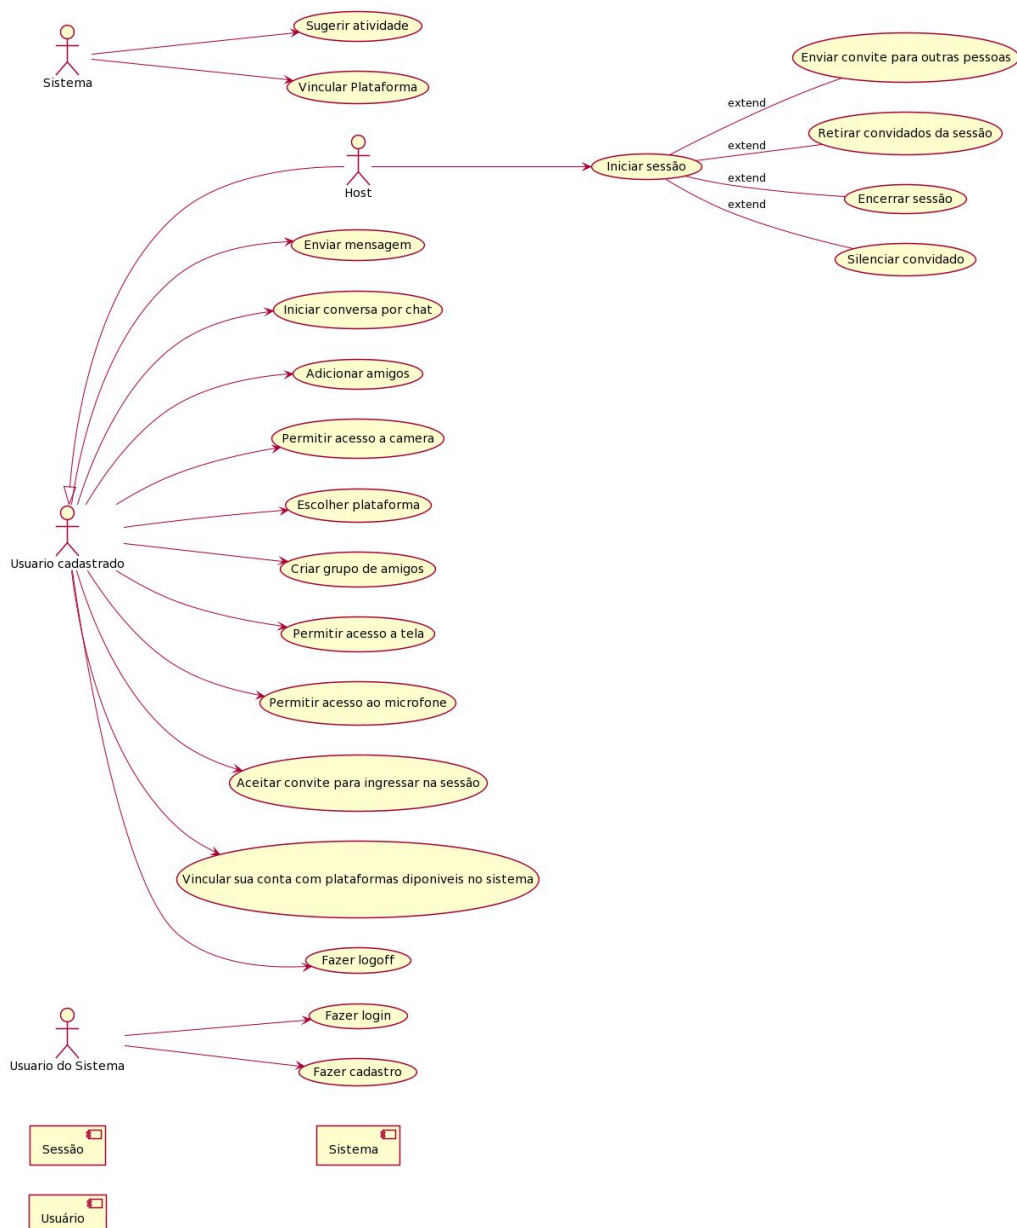 Sugerir atividade
Sistema
Vincular Plataforma
Enviar convite para outras pessoas
extend
Retirar convidados da sessão
extend
Host
Iniciar sessão
extend
Encerrar sessão
extend
Silenciar convidado
Enviar mensagem
Iniciar conversa por chat
Adicionar amigos
Permitir acesso a camera
Escolher plataforma
Usuario cadastrado
Criar grupo de amigos
Permitir acesso a tela
Permitir acesso ao microfone
Aceitar convite para ingressar na sessão
Vincular sua conta com plataformas diponiveis no sistema
Fazer logoff
Fazer login
Usuario do Sistema
Fazer cadastro
Sessão
Sistema
Usuário